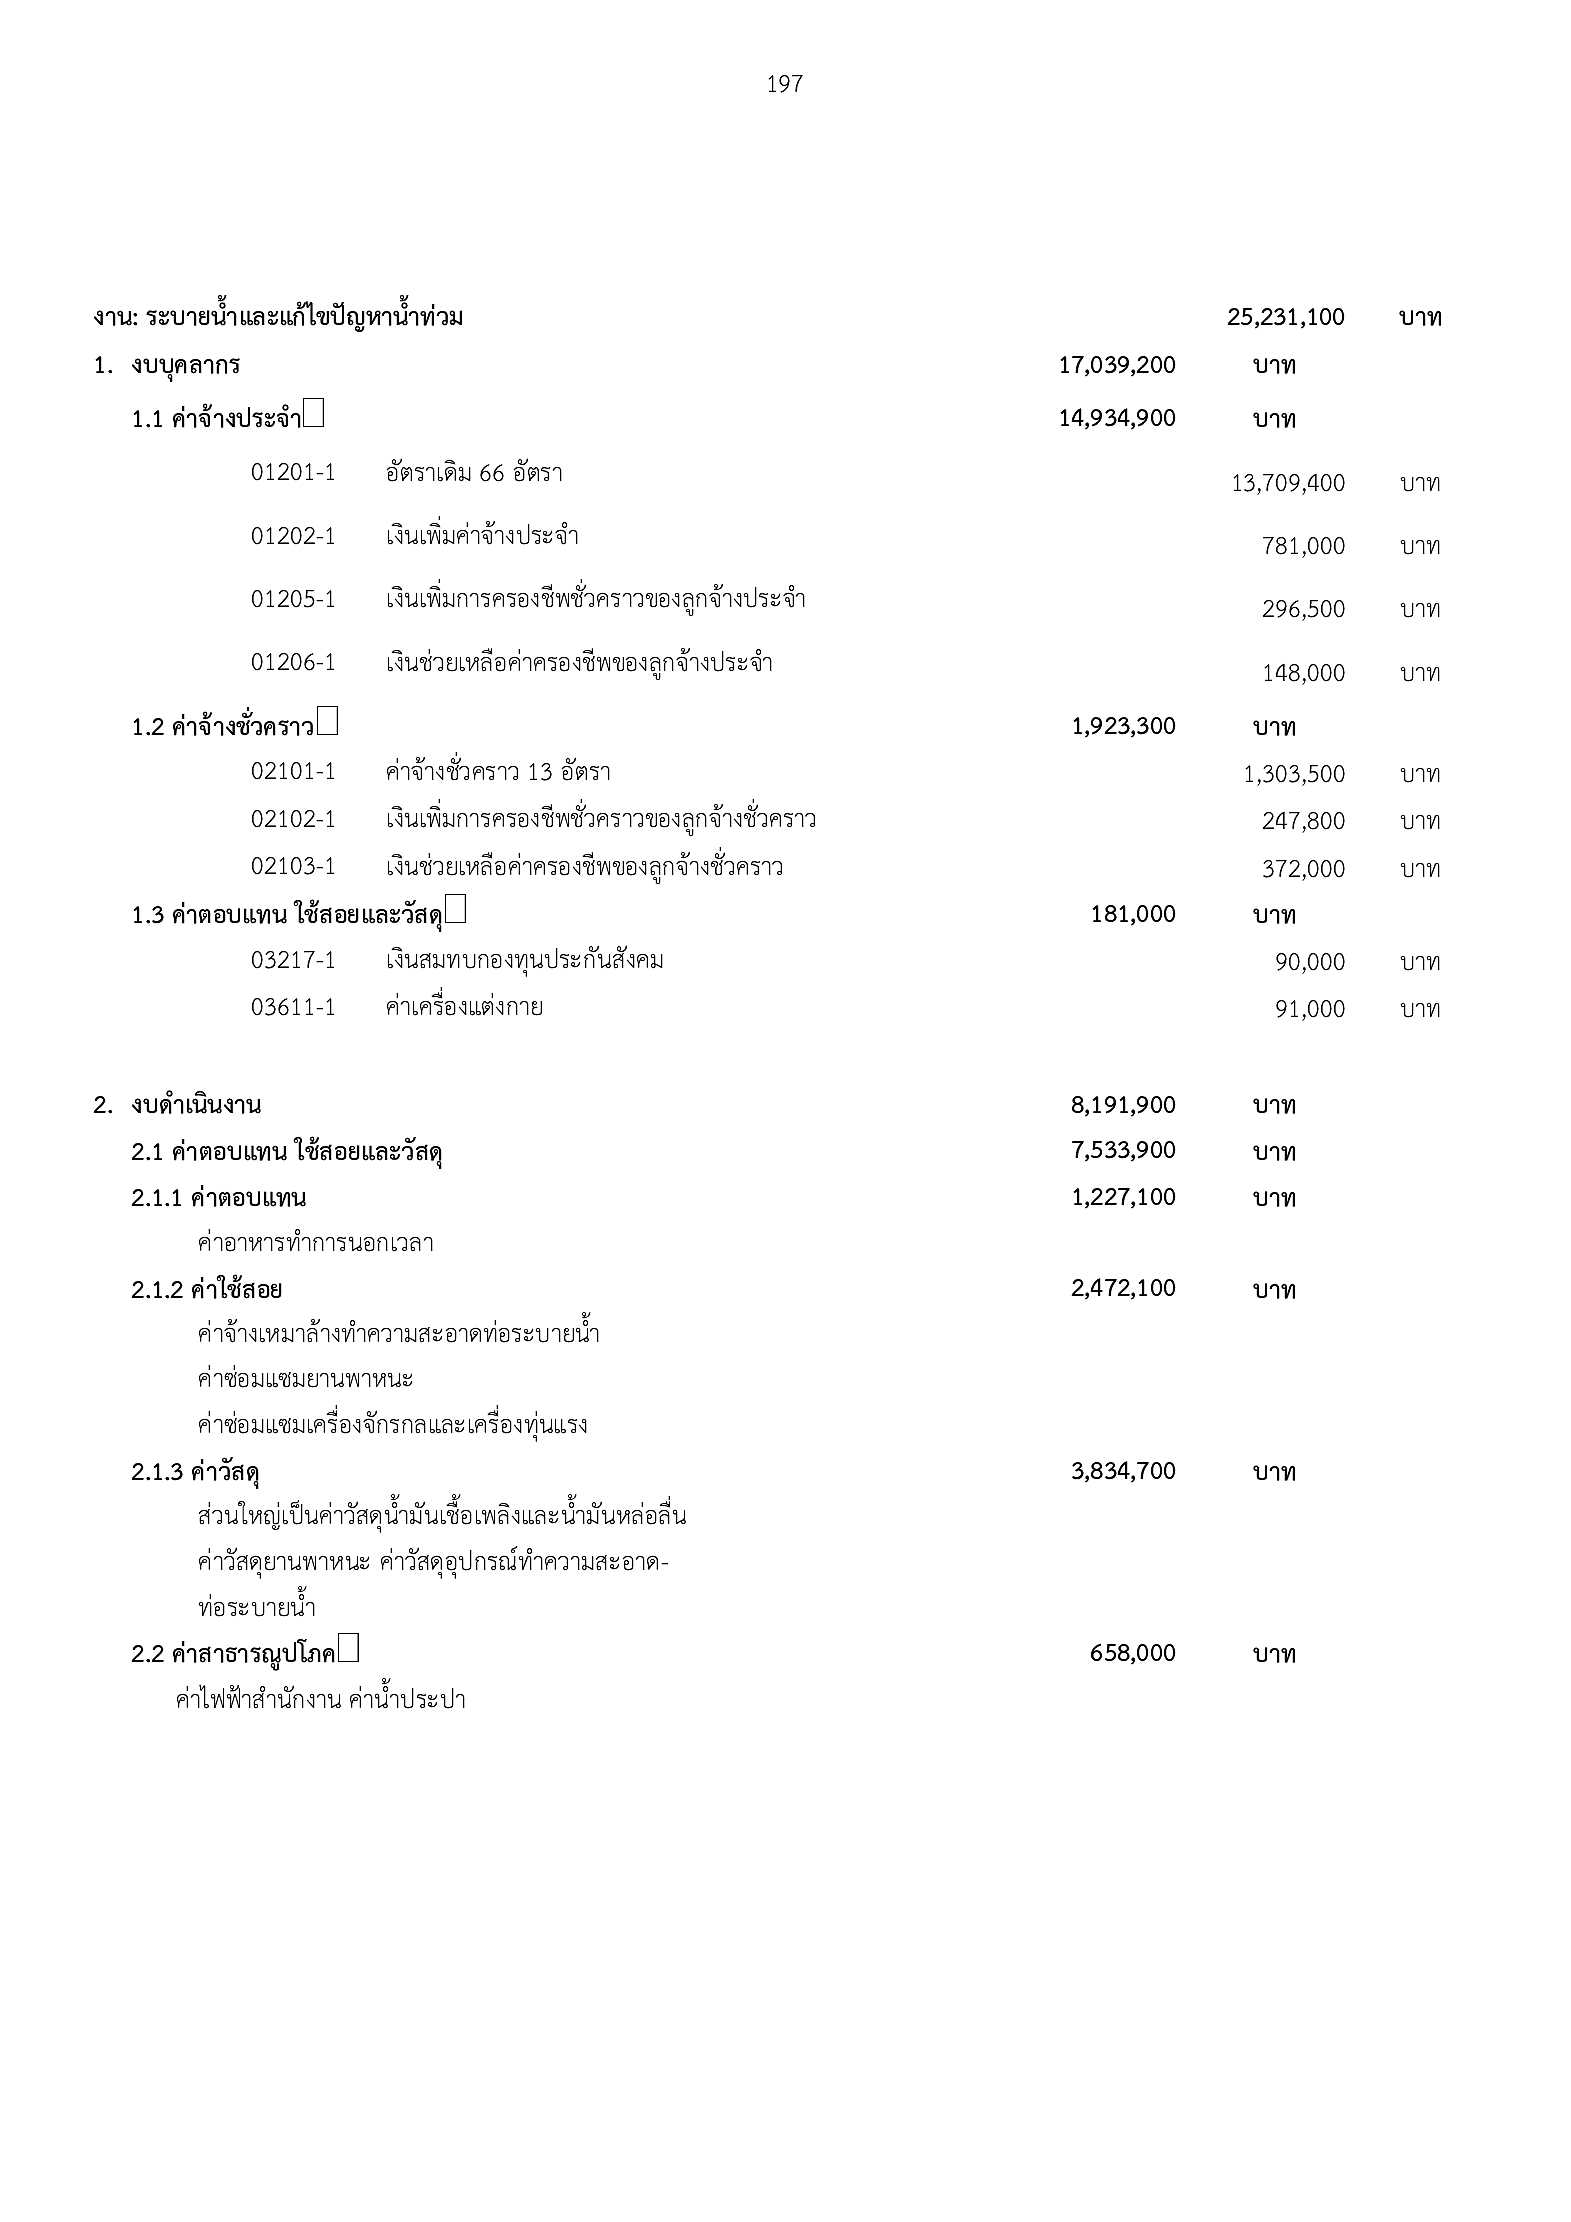 197
งาน: ระบายน้ำและแก้ไขปัญหาน้ำท่วม 25,231,100 บาท
1. งบบุคลากร 17,039,200 บาท
1.1 ค่าจ้างประจำ 14,934,900 บาท
01201-1 อัตราเดิม 66 อัตรา 13,709,400 บาท
01202-1 เงินเพิ่มค่าจ้างประจำ 781,000 บาท
01205-1 เงินเพิ่มการครองชีพชั่วคราวของลูกจ้างประจำ 296,500 บาท
01206-1 เงินช่วยเหลือค่าครองชีพของลูกจ้างประจำ 148,000 บาท
1.2 ค่าจ้างชั่วคราว 1,923,300 บาท
02101-1 ค่าจ้างชั่วคราว 13 อัตรา 1,303,500 บาท
02102-1 เงินเพิ่มการครองชีพชั่วคราวของลูกจ้างชั่วคราว 247,800 บาท
02103-1 เงินช่วยเหลือค่าครองชีพของลูกจ้างชั่วคราว 372,000 บาท
1.3 ค่าตอบแทน ใช้สอยและวัสดุ 181,000 บาท
03217-1 เงินสมทบกองทุนประกันสังคม 90,000 บาท
03611-1 ค่าเครื่องแต่งกาย 91,000 บาท
2. งบดำเนินงาน 8,191,900 บาท
2.1 ค่าตอบแทน ใช้สอยและวัสดุ 7,533,900 บาท
2.1.1 ค่าตอบแทน 1,227,100 บาท
ค่าอาหารทำการนอกเวลา
2.1.2 ค่าใช้สอย 2,472,100 บาท
ค่าจ้างเหมาล้างทำความสะอาดท่อระบายน้ำ
ค่าซ่อมแซมยานพาหนะ
ค่าซ่อมแซมเครื่องจักรกลและเครื่องทุ่นแรง
2.1.3 ค่าวัสดุ 3,834,700 บาท
ส่วนใหญ่เป็นค่าวัสดุน้ำมันเชื้อเพลิงและน้ำมันหล่อลื่น
ค่าวัสดุยานพาหนะ ค่าวัสดุอุปกรณ์ทำความสะอาด-
ท่อระบายน้ำ
2.2 ค่าสาธารณูปโภค 658,000 บาท
ค่าไฟฟ้าสำนักงาน ค่าน้ำประปา